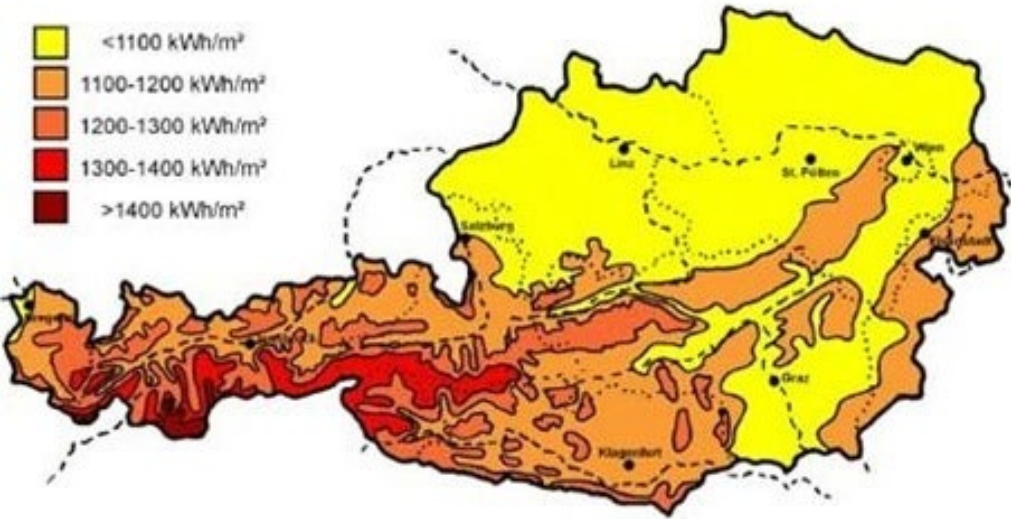 <1100 kWh/m²
1100-1200 kWh/m²
1200-1300 kWh/m²
1300-1400 kWh/m²
>1400 kWh/m²
Linz
St. Pölten
Wien
Salzburg
Graz
Klagenfurt